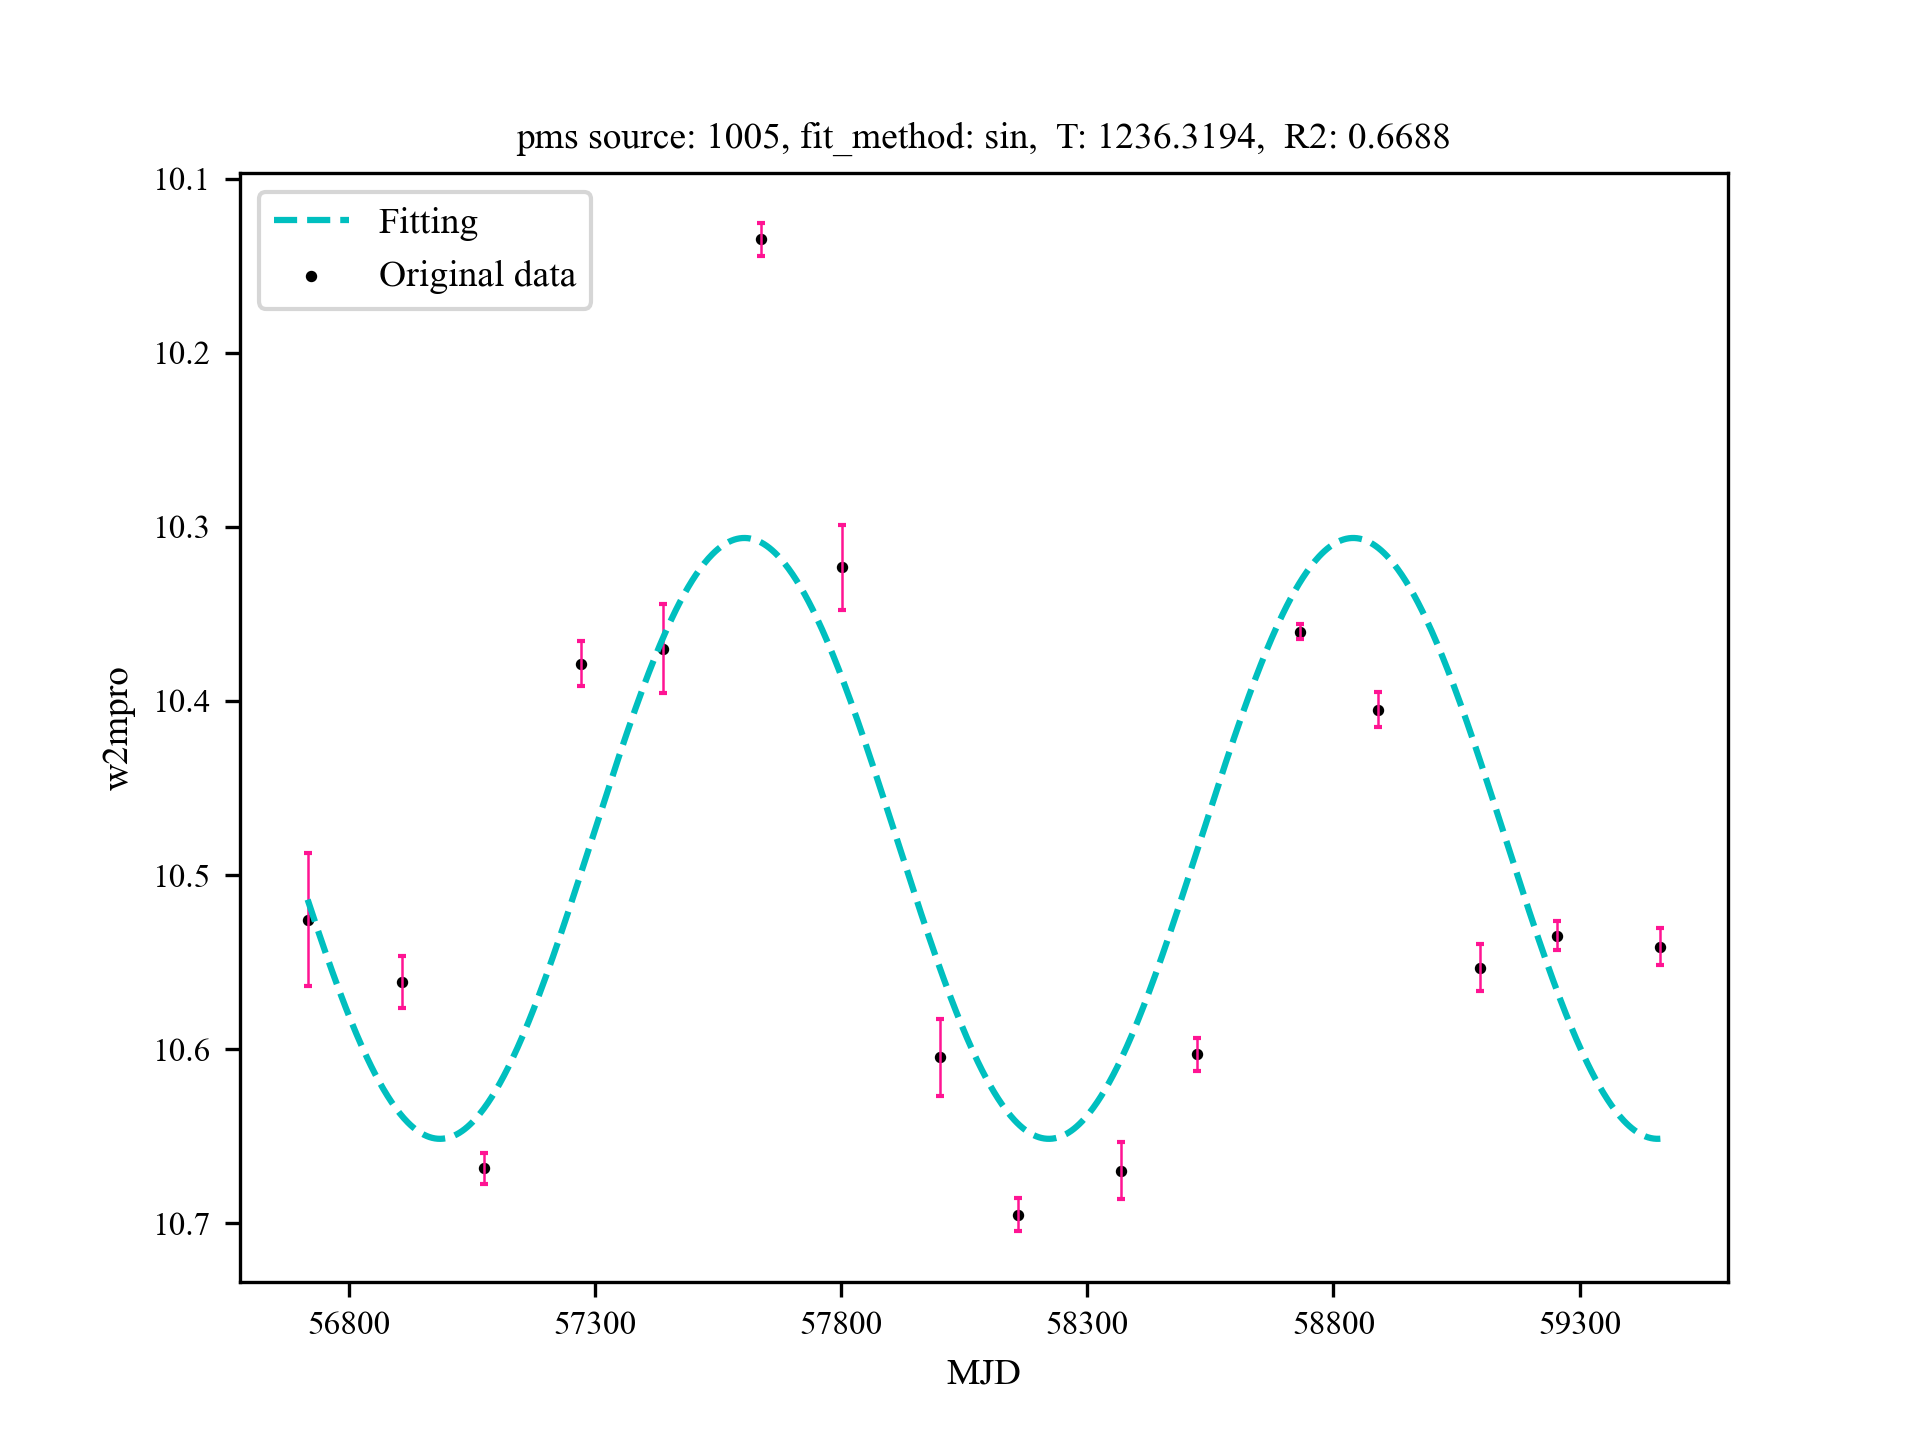 pms source: 1005, fit_method: sin,  T: 1236.3194,  R2: 0.6688
Fitting
Original data
10.1
10.2
10.3
10.4
10.5
10.6
10.7
w2mpro
56800
57300
57800
58300
58800
59300
MJD